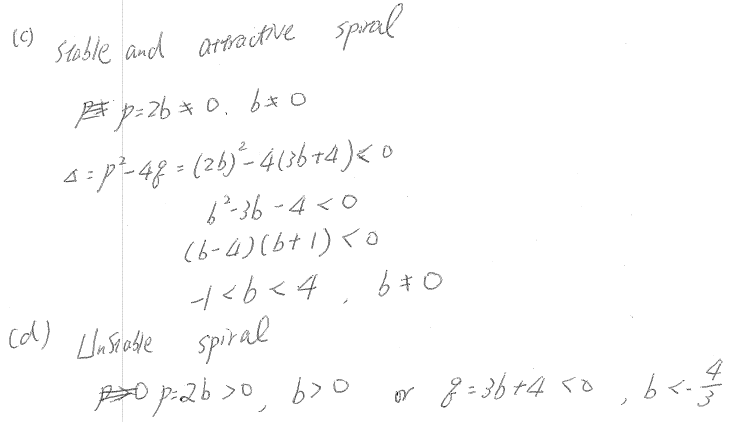 (c) Stable and attractive spiral
p=2b ≠ 0. b ≠ 0
Δ = p²-4q = (2b)²-4(3b+4) < 0
b²-3b-4 < 0
(b-4)(b+1) < 0
-1 < b < 4 , b ≠ 0
(d) Unstable spiral
p=2b > 0, b > 0 or q = 3b+4 < 0 , b < -4/3